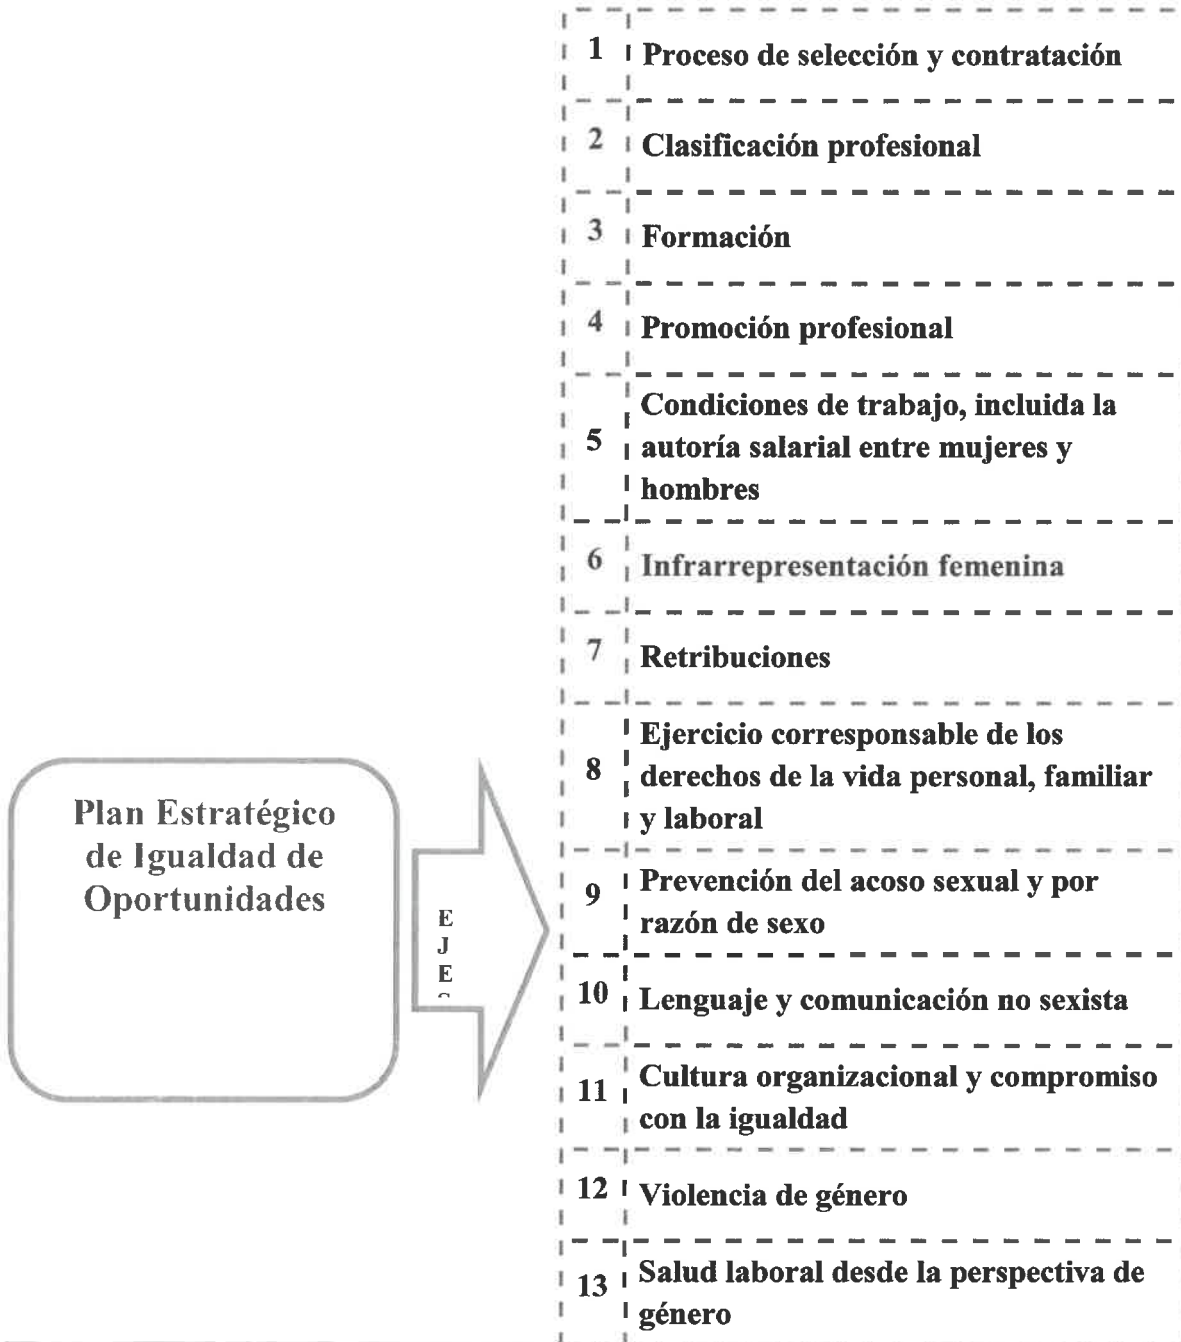 Plan Estratégico
de Igualdad de
Oportunidades
E
J
E
1 Proceso de selección y contratación
2 Clasificación profesional
3 Formación
4 Promoción profesional
5 Condiciones de trabajo, incluida la
autoría salarial entre mujeres y
hombres
6 Infrarrepresentación femenina
7 Retribuciones
8 Ejercicio corresponsable de los
derechos de la vida personal, familiar
y laboral
9 Prevención del acoso sexual y por
razón de sexo
10 Lenguaje y comunicación no sexista
11 Cultura organizacional y compromiso
con la igualdad
12 Violencia de género
13 Salud laboral desde la perspectiva de
género